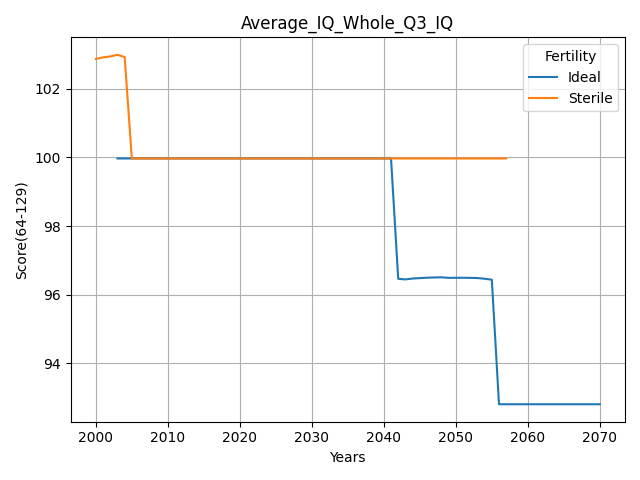 Average_IQ_Whole_Q3_IQ
Fertility
Ideal
Sterile
Score(64-129)
102
100
98
96
94
2000 2010 2020 2030 2040 2050 2060 2070
Years